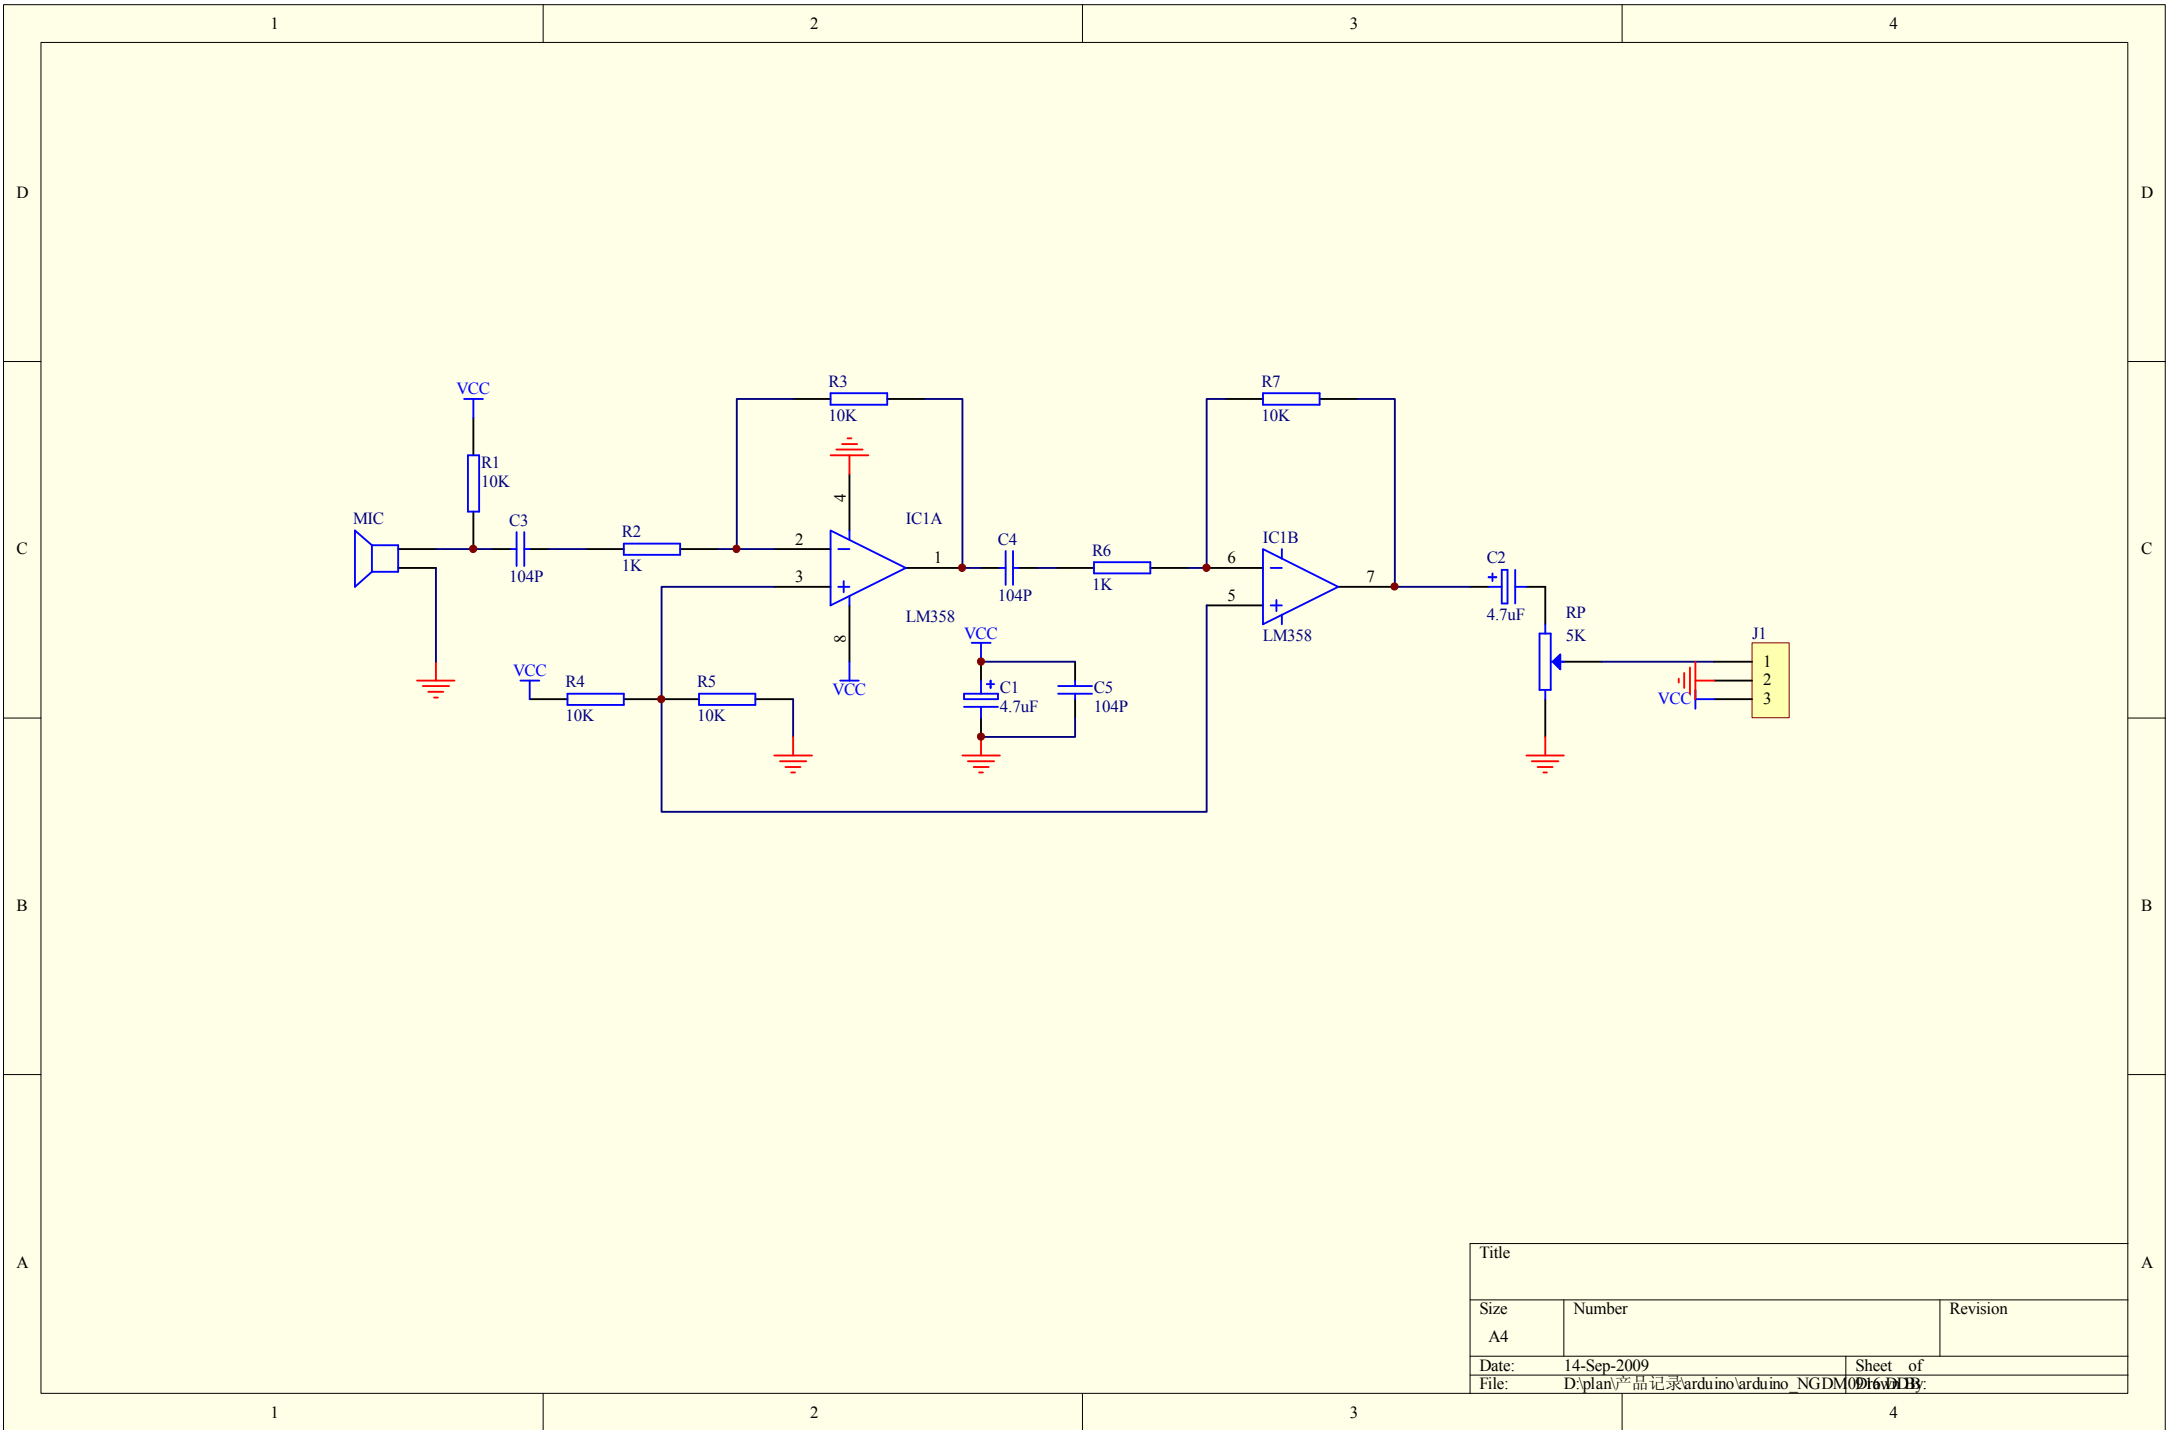 1 2 3 4
D D
VCC
R3
10K
R7
10K
R1
10K
4
MIC
C3
104P
R2
1K
2
3
IC1A
1
LM358
8
VCC
C4
104P
R6
1K
IC1B
6
5
7
LM358
C2
4.7uF
RP
5K
J1
1
2
VCC 3
C C
VCC
R4
10K
R5
10K
VCC
C1
4.7uF
C5
104P
B B
A A
Title
Size
A4
Number
Revision
Date: 14-Sep-2009
Sheet of
File: D:\plan\产品记录\arduino\arduino_NGDM0916.DDB
Drawn By:
1 2 3 4